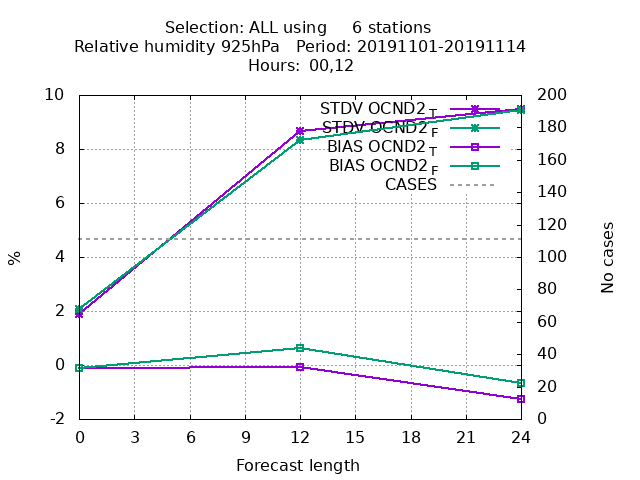 Selection: ALL using 6 stations
Relative humidity 925hPa Period: 20191101-20191114
Hours: 00,12
10
8
6
4
2
0
-2
%
200
180
160
140
120
100
80
60
40
20
0
No cases
STDV OCND2 T
STDV OCND2 F
BIAS OCND2 T
BIAS OCND2 F
CASES
0 3 6 9 12 15 18 21 24
Forecast length